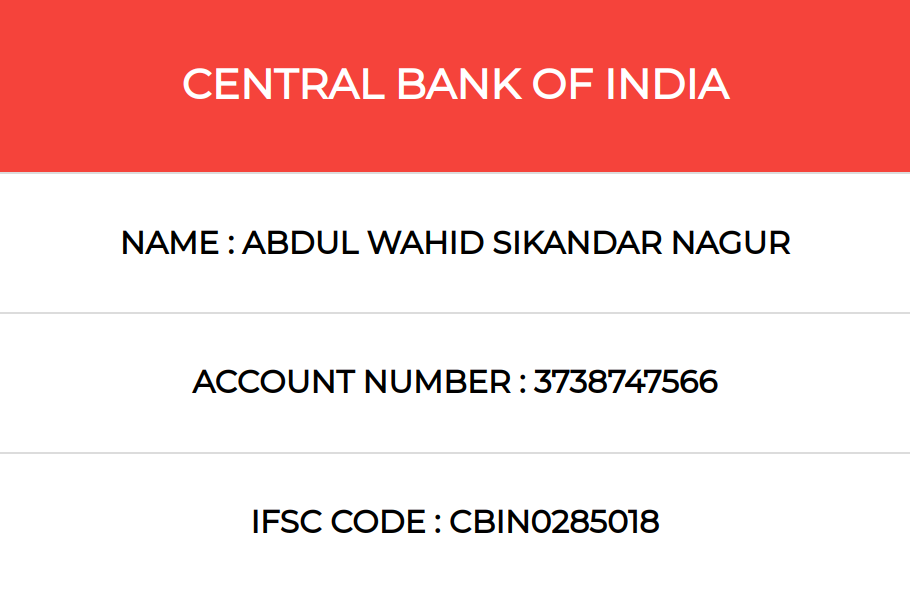 CENTRAL BANK OF INDIA
NAME : ABDUL WAHID SIKANDAR NAGUR
ACCOUNT NUMBER : 3738747566
IFSC CODE : CBIN0285018